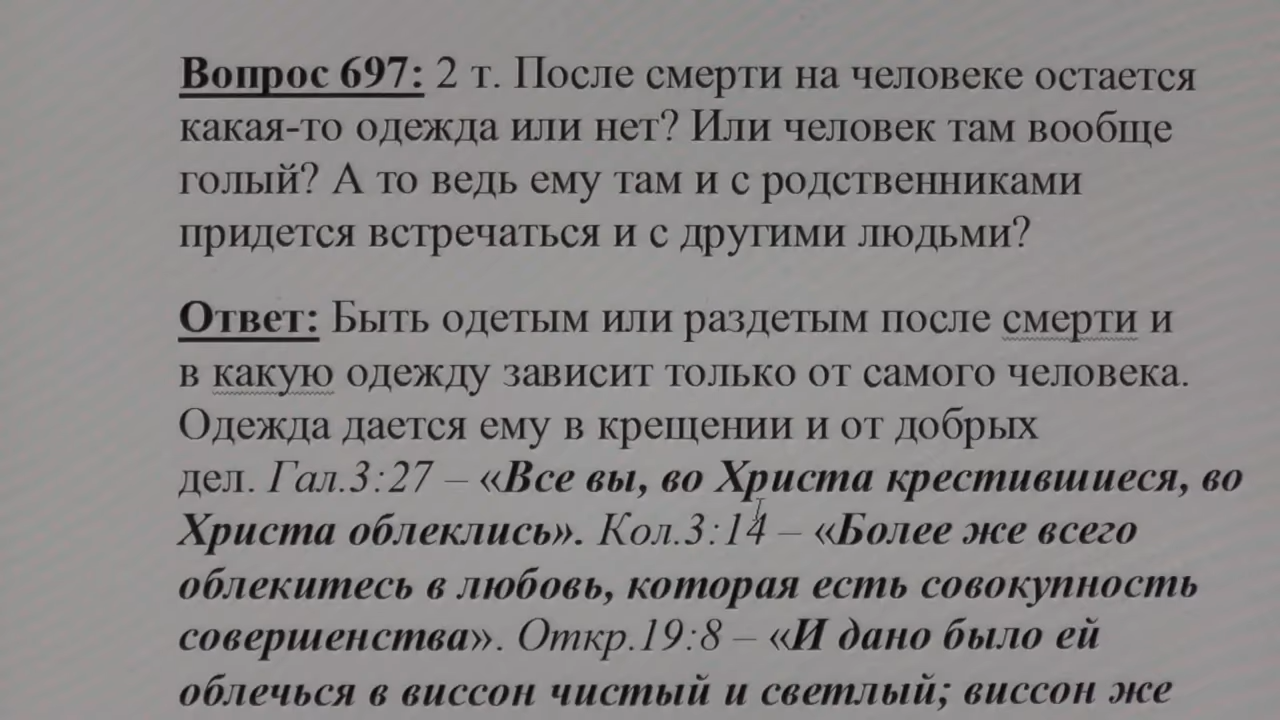 Вопрос 697: 2 т. После смерти на человеке остается
какая-то одежда или нет? Или человек там вообще
голый? А то ведь ему там и с родственниками
придется встречаться и с другими людьми?
Ответ: Быть одетым или раздетым после смерти и
в какую одежду зависит только от самого человека.
Одежда дается ему в крещении и от добрых
дел. Гал.3:27 – «Все вы, во Христа крестившиеся, во
Христа облеклись». Кол.3:14 – «Более же всего
облекитесь в любовь, которая есть совокупность
совершенства». Откр.19:8 – «И дано было ей
облечься в виссон чистый и светлый; виссон же